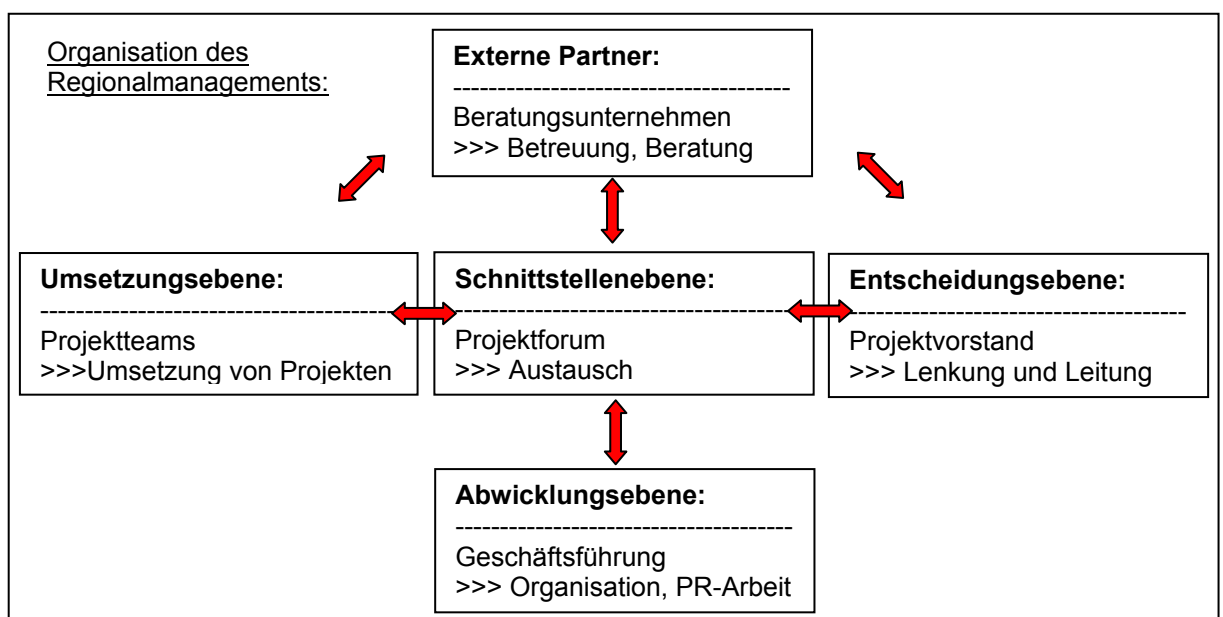 Organisation des
Regionalmanagements:
Externe Partner:
---------------------------------------
Beratungsunternehmen
>>> Betreuung, Beratung
Umsetzungsebene:
---------------------------------------
Projektteams
>>>Umsetzung von Projekten
Schnittstellenebene:
---------------------------------------
Projektforum
>>> Austausch
Entscheidungsebene:
---------------------------------------
Projektvorstand
>>> Lenkung und Leitung
Abwicklungsebene:
---------------------------------------
Geschäftsführung
>>> Organisation, PR-Arbeit